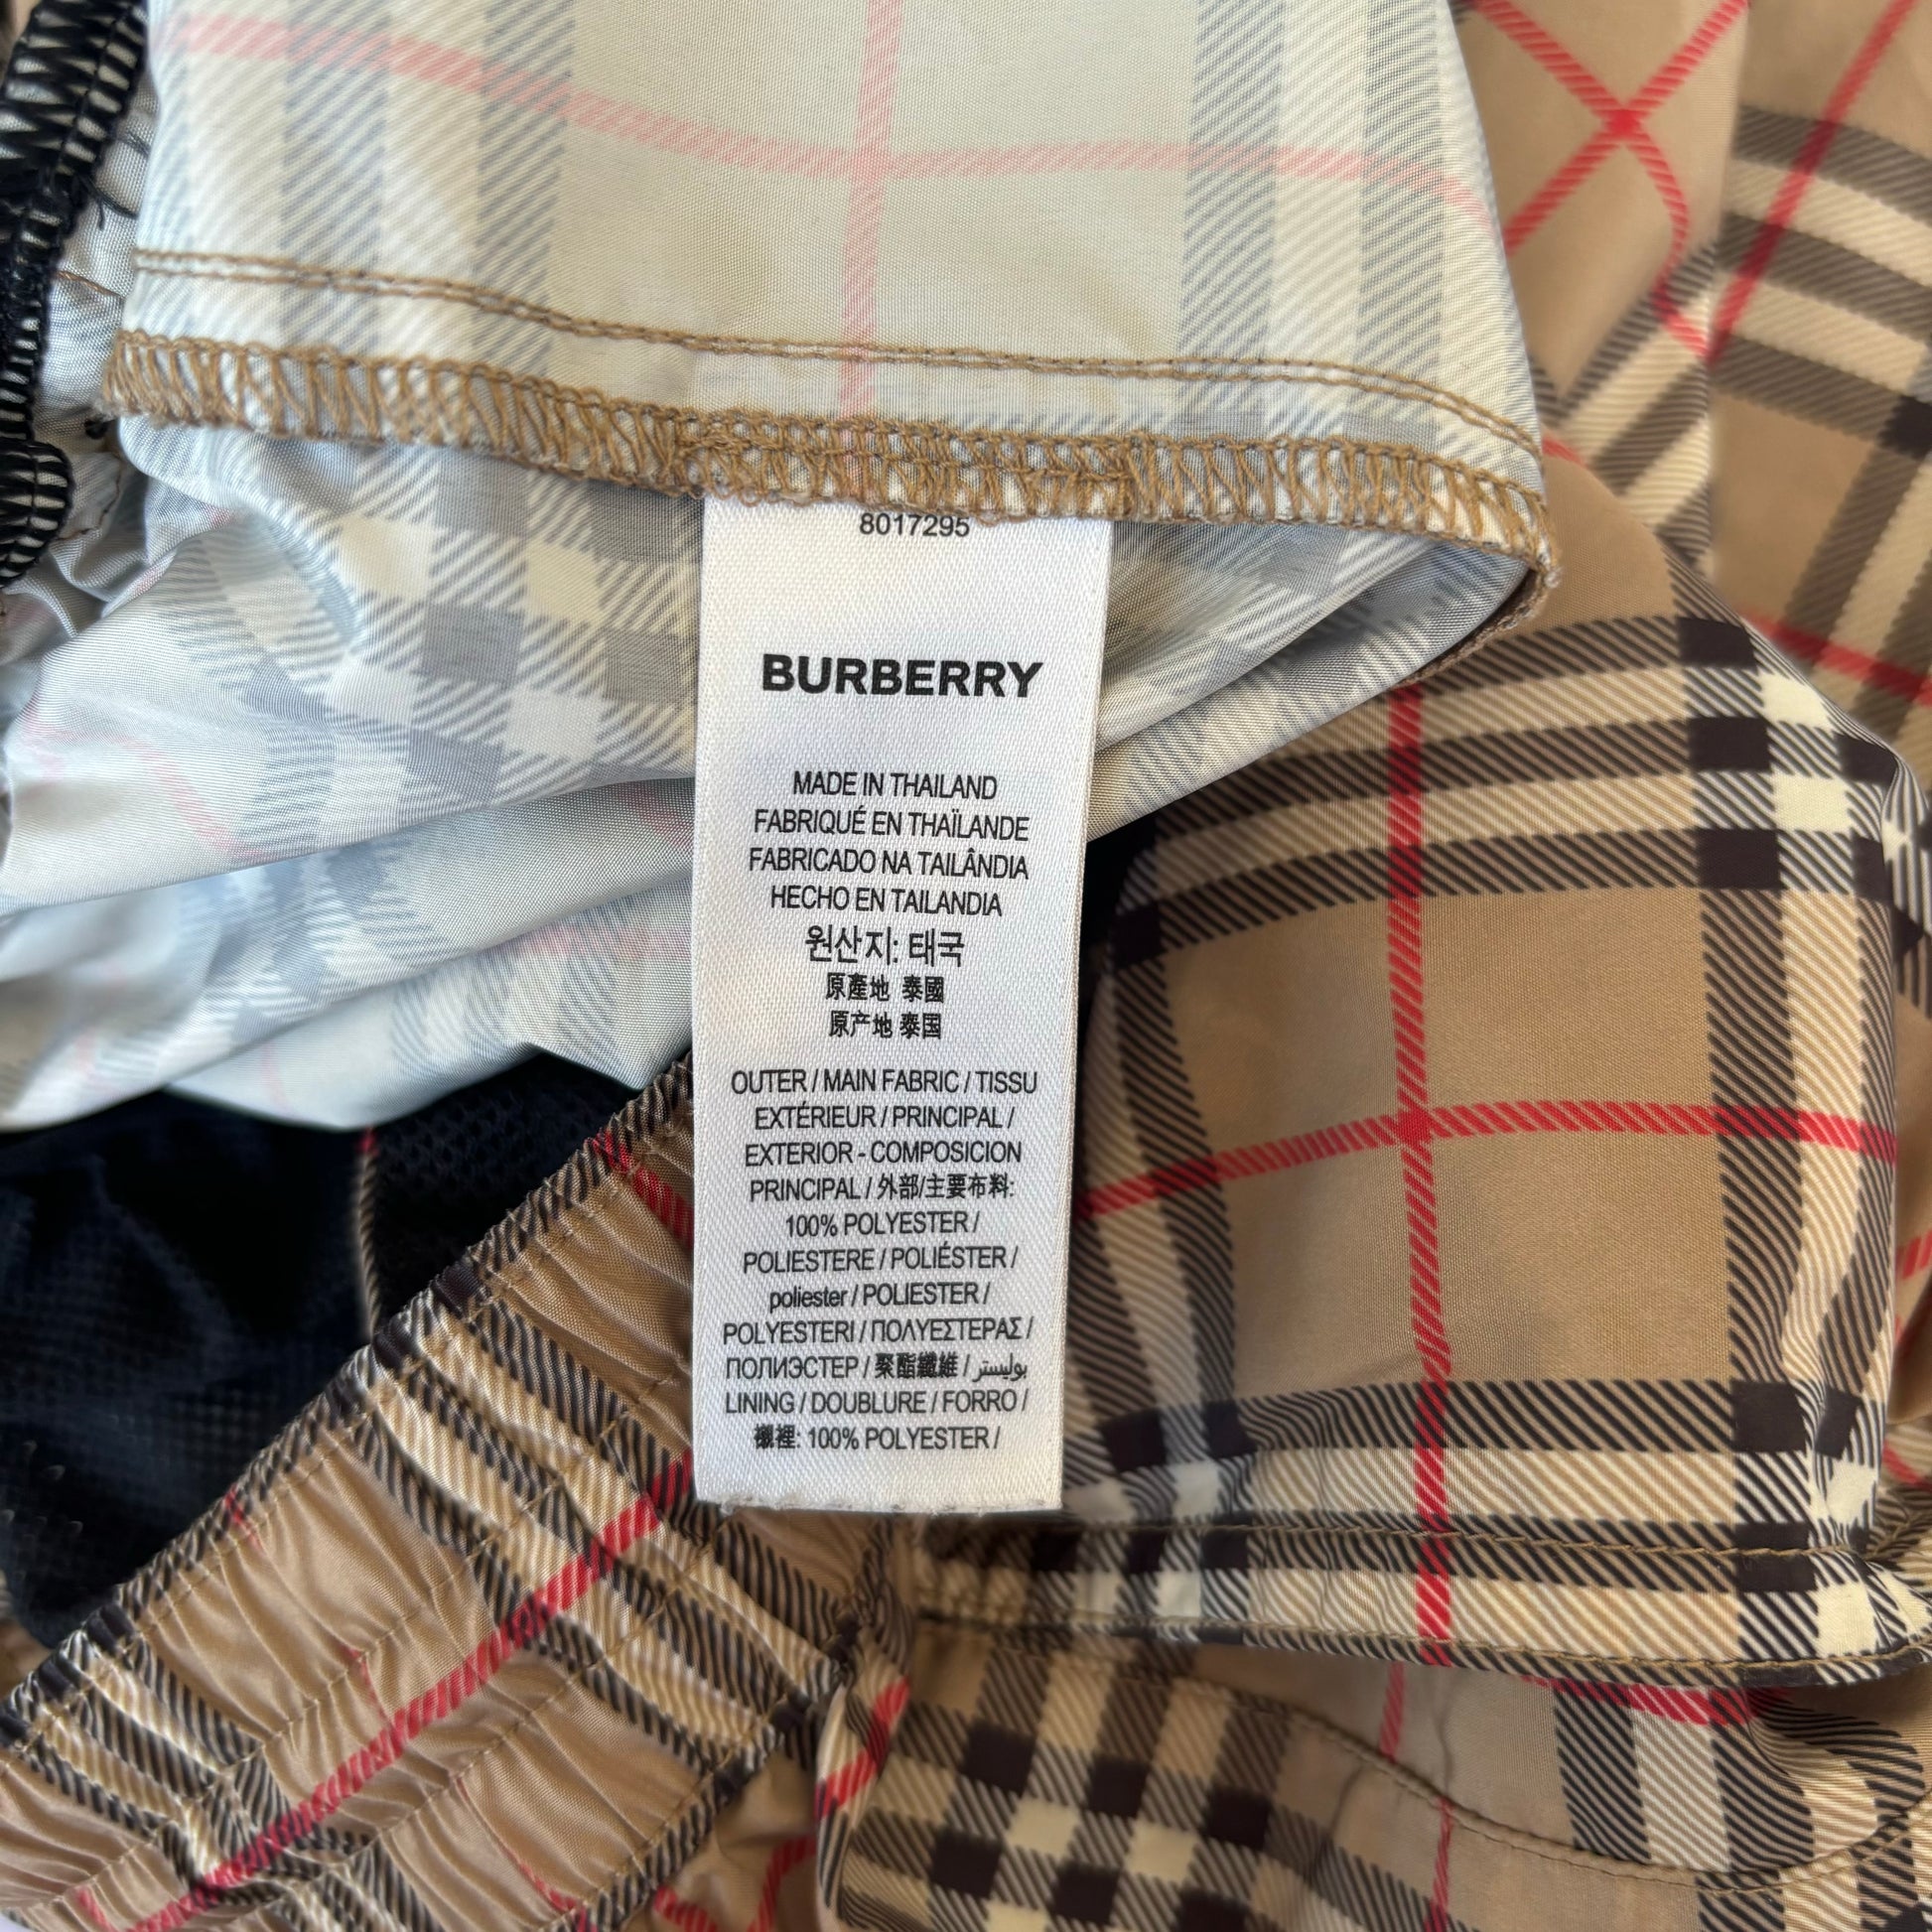 8017295
BURBERRY
MADE IN THAILAND
FABRIQUÉ EN THAÏLANDE
FABRICADO NA TAILÂNDIA
HECHO EN TAILANDIA
원산지: 태국
原產地 泰國
原产地 泰国
OUTER / MAIN FABRIC / TISSU
EXTÉRIEUR / PRINCIPAL /
EXTERIOR - COMPOSICION
PRINCIPAL / 外部/主要布料:
100% POLYESTER /
POLIESTERE / POLIÉSTER /
poliester / POLIESTER /
POLYESTERI / ΠΟΛΥΕΣΤΕΡΑΣ /
ПОЛИЭСТЕР / 聚酯纖維 / بوليستر
LINING / DOUBLURE / FORRO /
襯裡: 100% POLYESTER /